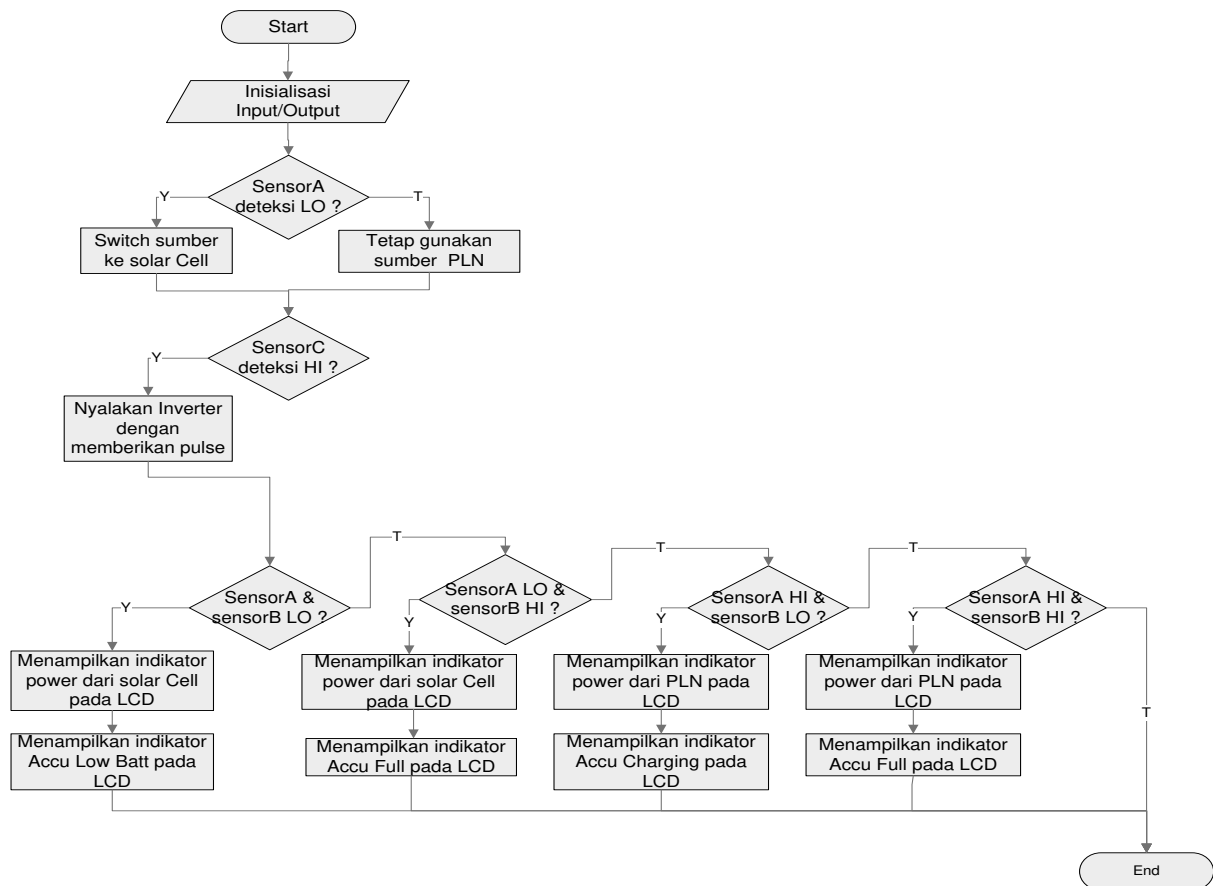 Start
Inisialisasi
Input/Output
SensorA
deteksi LO ?
Y
T
Switch sumber
ke solar Cell
Tetap gunakan
sumber PLN
SensorC
deteksi HI ?
Y
Nyalakan Inverter
dengan
memberikan pulse
T
T
T
SensorA &
sensorB LO ?
SensorA LO &
sensorB HI ?
SensorA HI &
sensorB LO ?
SensorA HI &
sensorB HI ?
Y
Y
Y
Y
Menampilkan indikator
power dari solar Cell
pada LCD
Menampilkan indikator
power dari solar Cell
pada LCD
Menampilkan indikator
power dari PLN pada
LCD
Menampilkan indikator
power dari PLN pada
LCD
T
Menampilkan indikator
Accu Low Batt pada
LCD
Menampilkan indikator
Accu Full pada LCD
Menampilkan indikator
Accu Charging pada
LCD
Menampilkan indikator
Accu Full pada LCD
End